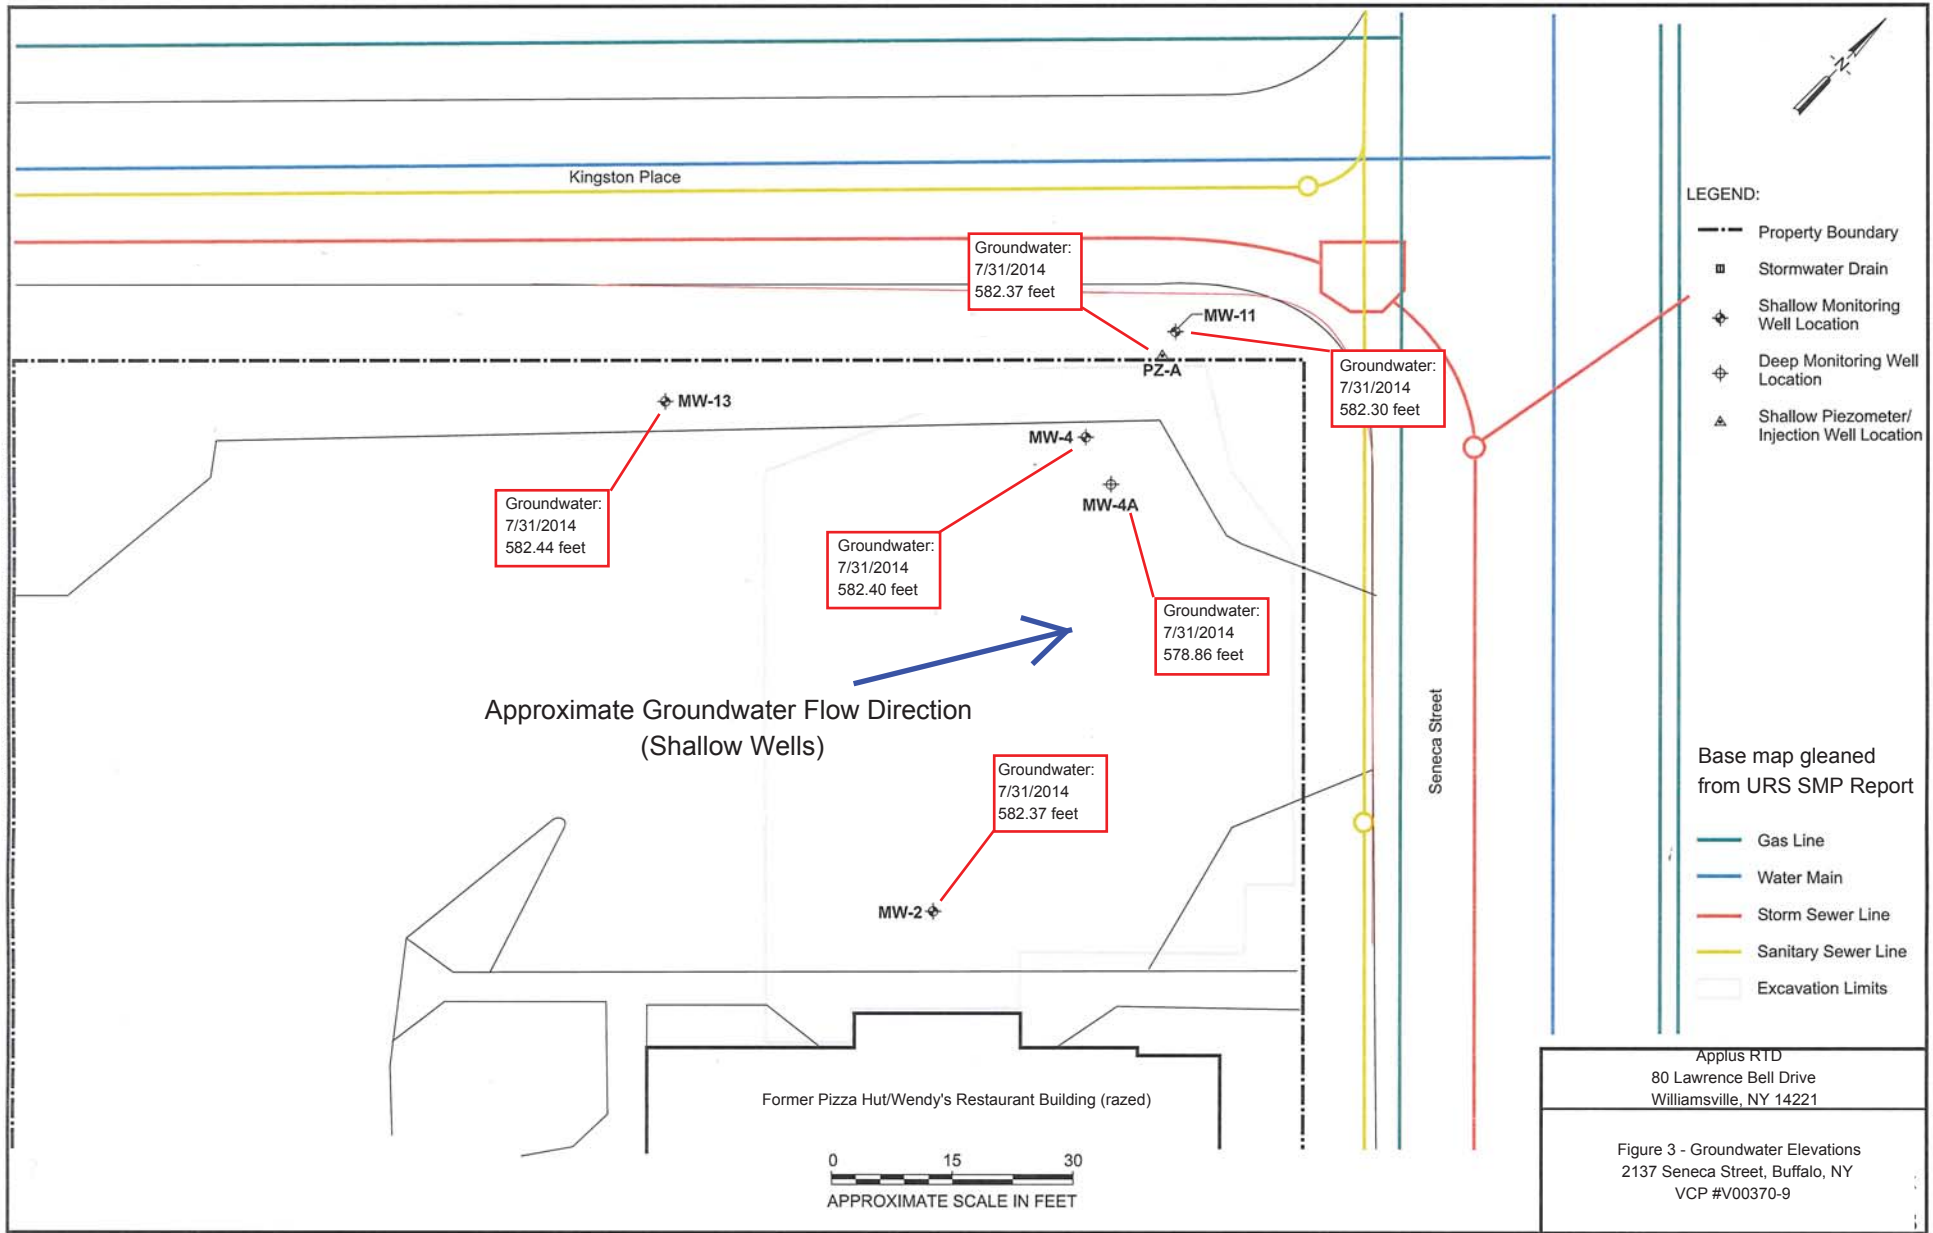 N
Kingston Place
LEGEND:
Property Boundary
Stormwater Drain
Shallow Monitoring
Well Location
Deep Monitoring Well
Location
Shallow Piezometer/
Injection Well Location
Groundwater:
7/31/2014
582.37 feet
MW-11
PZ-A
Groundwater:
7/31/2014
582.30 feet
MW-13
MW-4
MW-4A
Groundwater:
7/31/2014
582.44 feet
Groundwater:
7/31/2014
582.40 feet
Groundwater:
7/31/2014
578.86 feet
Approximate Groundwater Flow Direction
(Shallow Wells)
Seneca Street
Groundwater:
7/31/2014
582.37 feet
MW-2
Base map gleaned
from URS SMP Report
Gas Line
Water Main
Storm Sewer Line
Sanitary Sewer Line
Excavation Limits
Former Pizza Hut/Wendy's Restaurant Building (razed)
0 15 30
APPROXIMATE SCALE IN FEET
Applus RTD
80 Lawrence Bell Drive
Williamsville, NY 14221
Figure 3 - Groundwater Elevations
2137 Seneca Street, Buffalo, NY
VCP #V00370-9